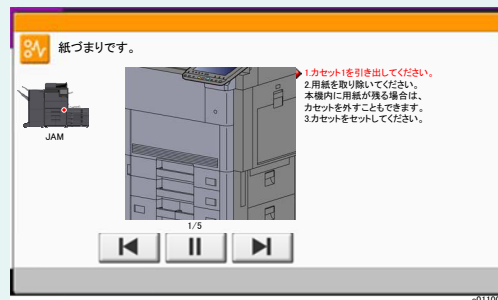 紙づまりです。
JAM
1.カセット1を引き出してください。
2.用紙を取り除いてください。
本機内に用紙が残る場合は、
カセットを外すこともできます。
3.カセットをセットしてください。
1/5